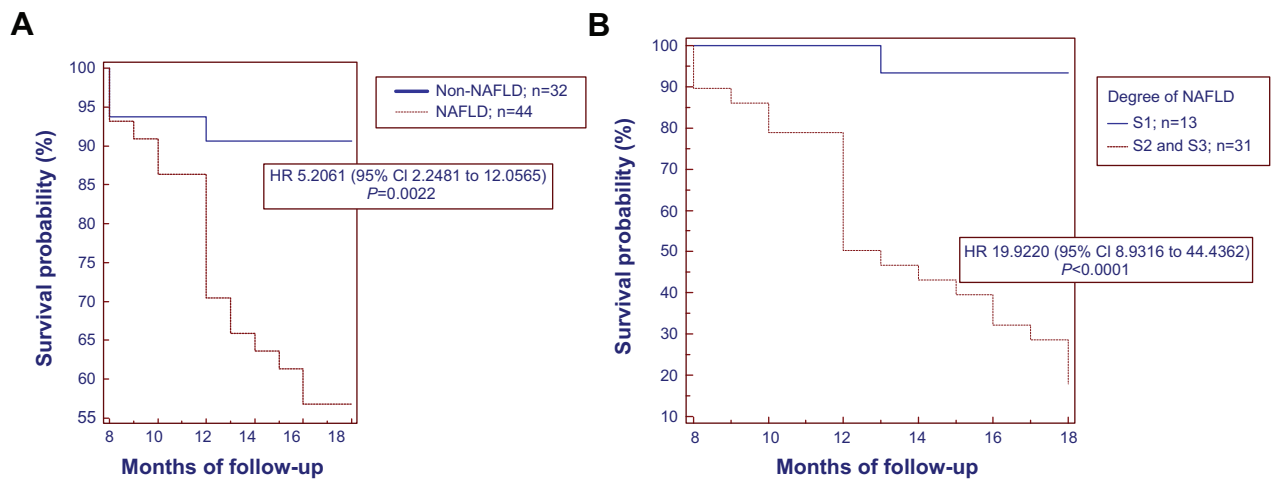 A
Survival probability (%)
100
95
90
85
80
75
70
65
60
55
8 10 12 14 16 18
Months of follow-up
Non-NAFLD; n=32
NAFLD; n=44
HR 5.2061 (95% CI 2.2481 to 12.0565)
P=0.0022
B
Survival probability (%)
100
90
80
70
60
50
40
30
20
10
8 10 12 14 16 18
Months of follow-up
Degree of NAFLD
S1; n=13
S2 and S3; n=31
HR 19.9220 (95% CI 8.9316 to 44.4362)
P<0.0001